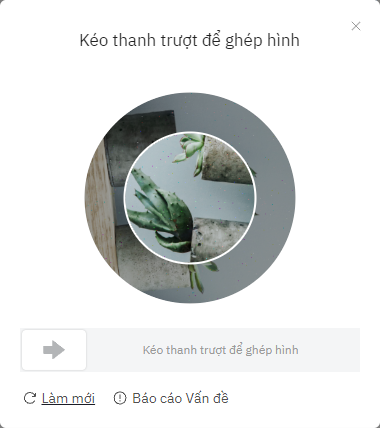 Kéo thanh trượt để ghép hình
Kéo thanh trượt để ghép hình
Làm mới
Báo cáo Vấn đề